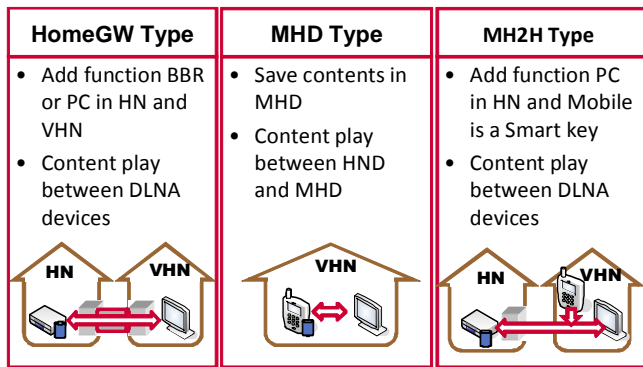 HomeGW Type
• Add function BBR
or PC in HN and
VHN
• Content play
between DLNA
devices
HN
VHN
MHD Type
• Save contents in
MHD
• Content play
between HND
and MHD
VHN
MH2H Type
• Add function PC
in HN and Mobile
is a Smart key
• Content play
between DLNA
devices
HN
VHN